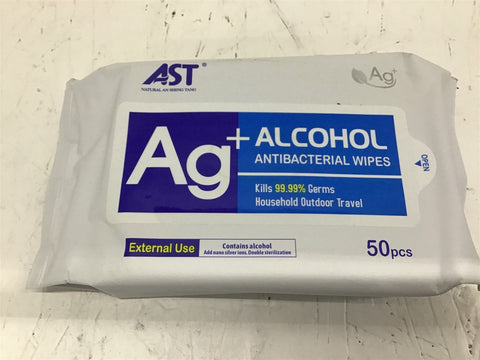 AST
NATURAL AN SHENG TANG
Ag+
Ag+
ALCOHOL
ANTIBACTERIAL WIPES
OPEN
Kills 99.99% Germs
Household Outdoor Travel
External Use
Contains alcohol
Add nano silver ions, Double sterilization
50pcs